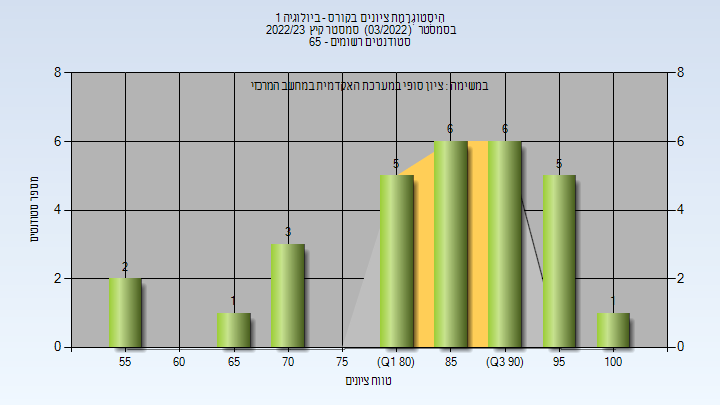 הִיסְטוֹגְרָמַת ציונים בקורס - ביולוגיה 1
בסמסטר (03/2022) סמסטר קיץ 2022/23
סטודנטים רשומים - 65
במשימה : ציון סופי במערכת האקדמית במחשב המרכזי
8 8
6 6
4 4
2 2
0 0
מספר סטודנטים
2 1 3 5 6 6 5 1
55 60 65 70 75 (Q1 80) 85 (Q3 90) 95 100
טווח ציונים